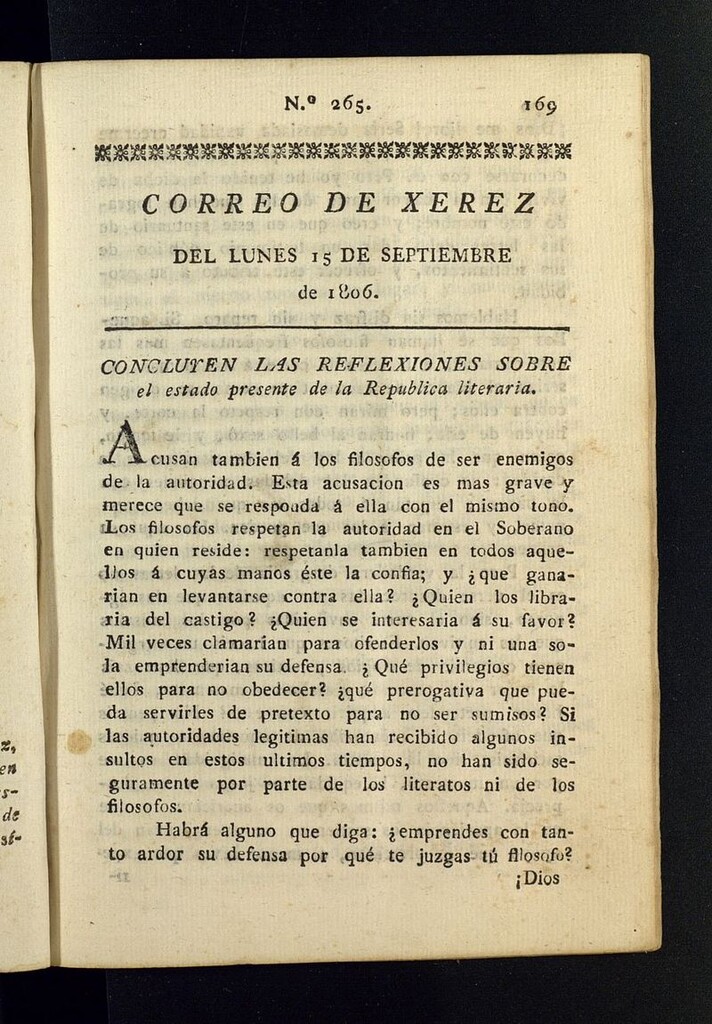 N.º 265. 169
CORREO DE XEREZ
DEL LUNES 15 DE SEPTIEMBRE
de 1806.
CONCLUYEN LAS REFLEXIONES SOBRE
el estado presente de la Republica literaria.
Acusan tambien á los filosofos de ser enemigos
de la autoridad. Esta acusacion es mas grave y
merece que se responda á ella con el mismo tono.
Los filosofos respetan la autoridad en el Soberano
en quien reside: respetanla tambien en todos aque-
llos á cuyas manos éste la confia; y ¿que gana-
rian en levantarse contra ella? ¿Quien los libra-
ria del castigo? ¿Quien se interesaria á su favor?
Mil veces clamarian para ofenderlos y ni una so-
la emprenderian su defensa. ¿Qué privilegios tienen
ellos para no obedecer? ¿qué prerogativa que pue-
da servirles de pretexto para no ser sumisos? Si
las autoridades legitimas han recibido algunos in-
sultos en estos ultimos tiempos, no han sido se-
guramente por parte de los literatos ni de los
filosofos.
Habrá alguno que diga: ¿emprendes con tan-
to ardor su defensa por qué te juzgas tú filosofo?
¡Dios
z,
en
s-
de
st-